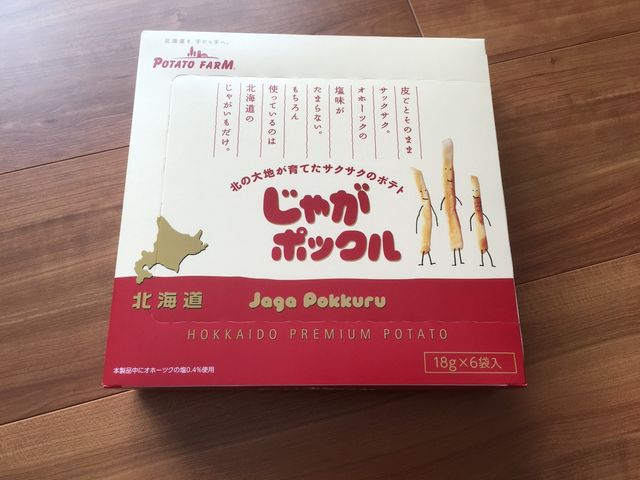 北海道を、手から手へ。
POTATO FARM
皮ごとそのまま
サックサク。
オホーツクの
塩味が
たまらない。
もちろん
使っているのは
北海道の
じゃがいもだけ。
北の大地が育てたサクサクのポテト
じゃが
ポックル
北海道
Jaga Pokkuru
HOKKAIDO PREMIUM POTATO
18g×6袋入
本製品中にオホーツクの塩0.4%使用